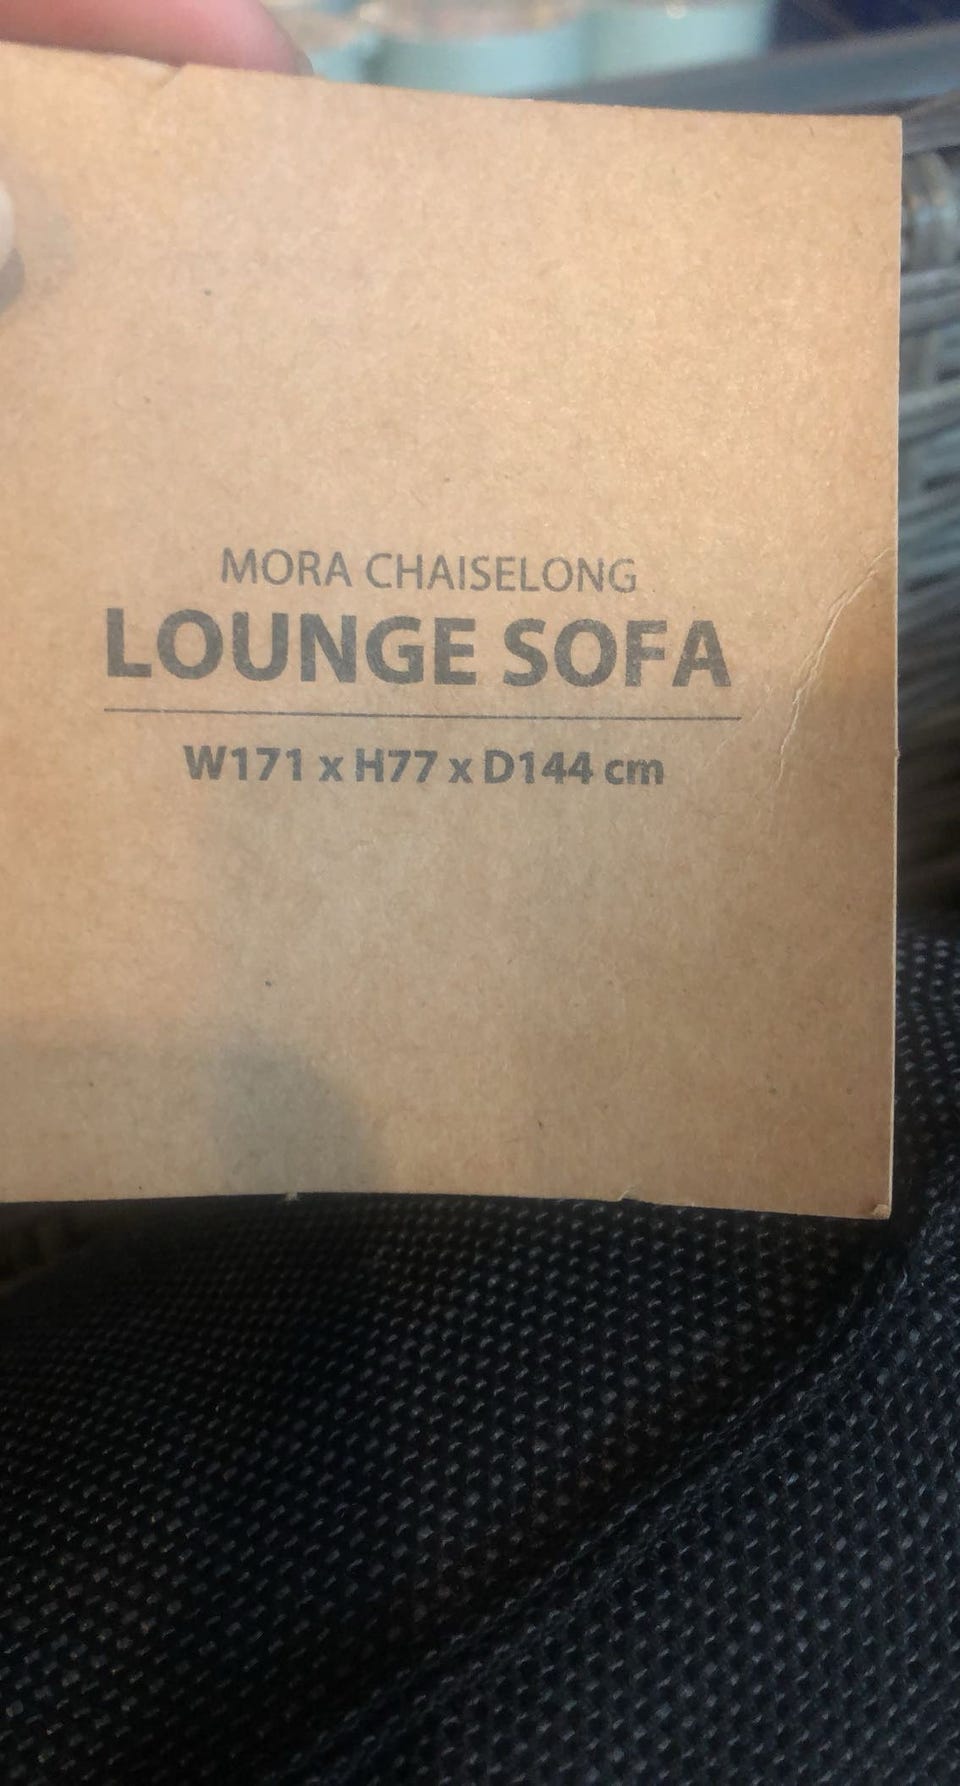 MORA CHAISELONG
LOUNGE SOFA
W171 x H77 x D144 cm